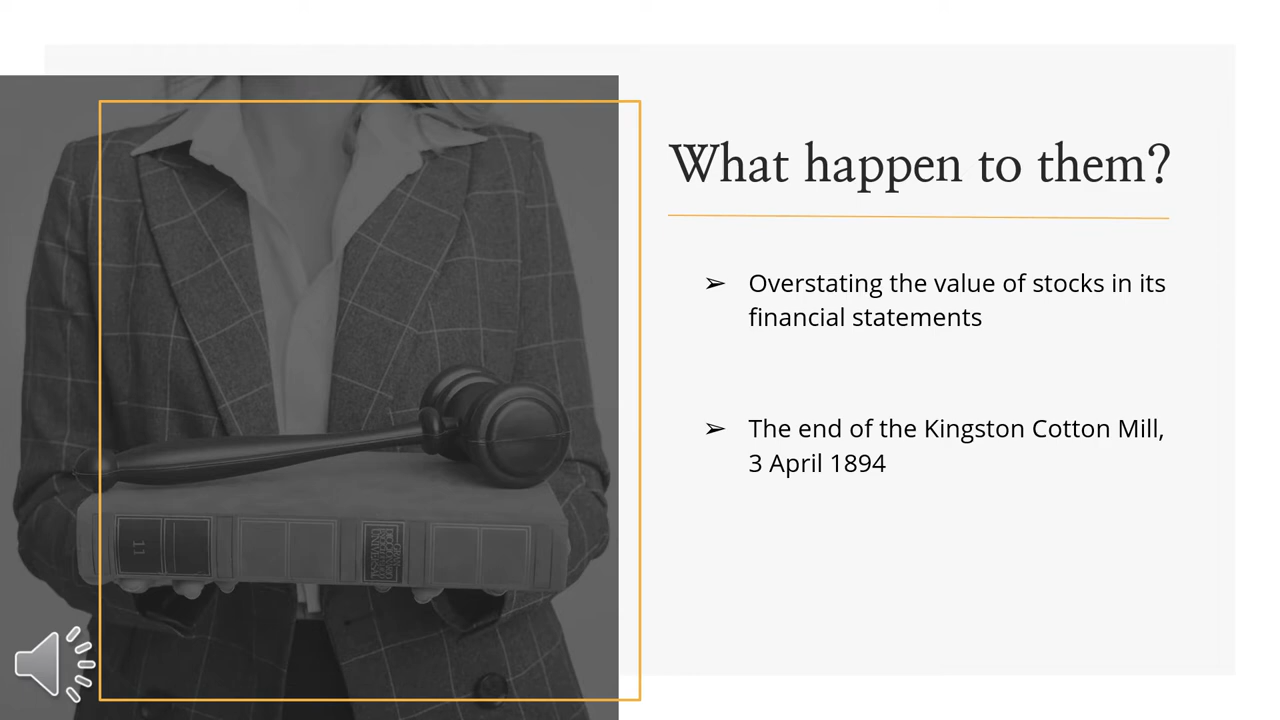 What happen to them?
➢ Overstating the value of stocks in its
financial statements
➢ The end of the Kingston Cotton Mill,
3 April 1894
11